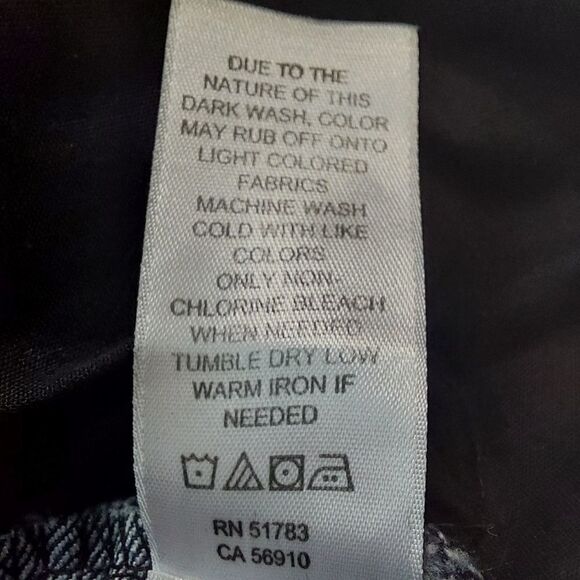 DUE TO THE
NATURE OF THIS
DARK WASH, COLOR
MAY RUB OFF ONTO
LIGHT COLORED
FABRICS
MACHINE WASH
COLD WITH LIKE
COLORS
ONLY NON-
CHLORINE BLEACH
WHEN NEEDED
TUMBLE DRY LOW
WARM IRON IF
NEEDED
RN 51783
CA 56910